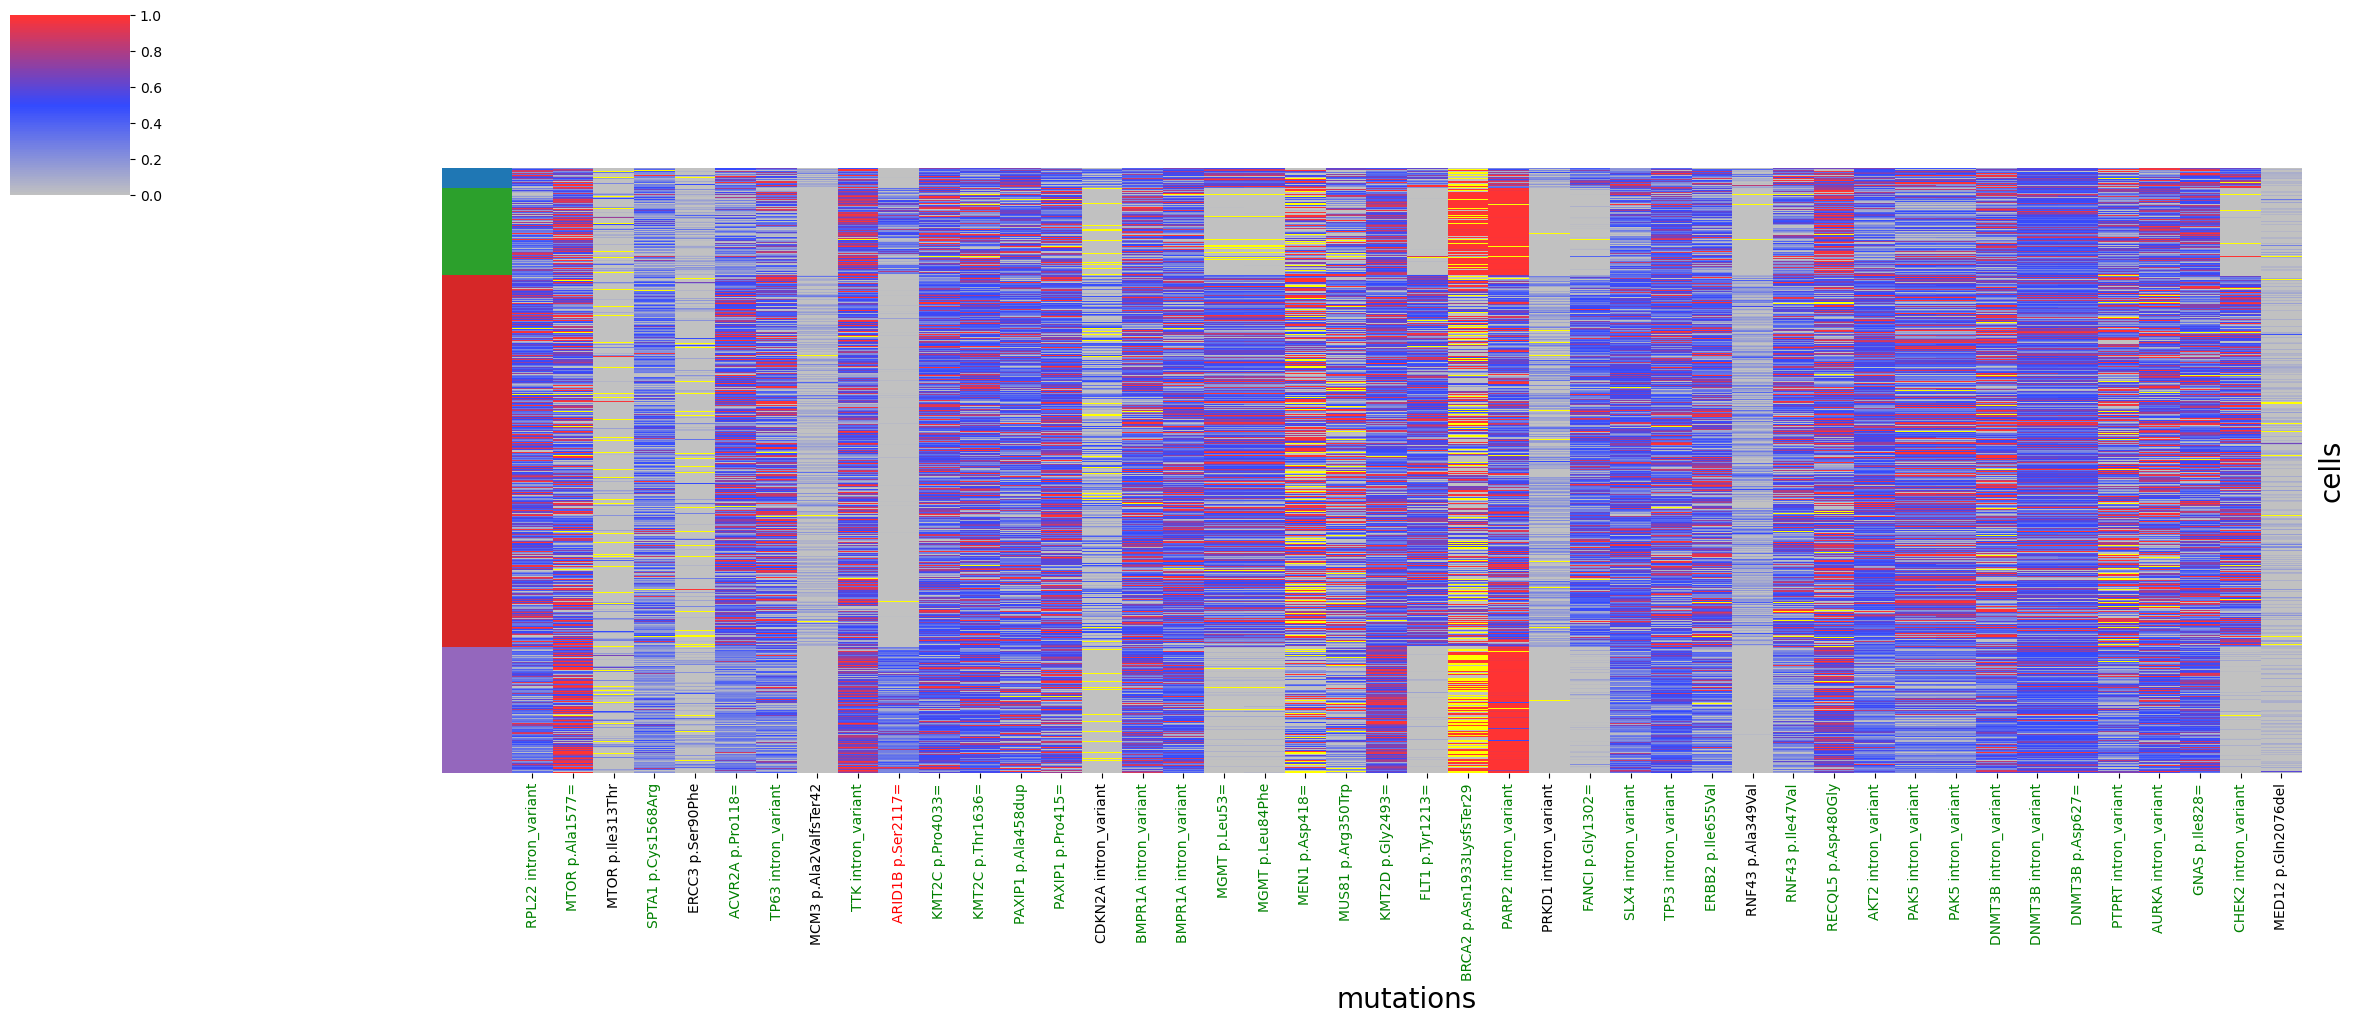 1.0
0.8
0.6
0.4
0.2
0.0
cells
RPL22 intron_variant
MTOR p.Ala1577=
MTOR p.Ile313Thr
SPTA1 p.Cys1568Arg
ERCC3 p.Ser90Phe
ACVR2A p.Pro118=
TP63 intron_variant
MCM3 p.Ala2ValfsTer42
TTK intron_variant
ARID1B p.Ser2117=
KMT2C p.Pro4033=
KMT2C p.Thr1636=
PAXIP1 p.Ala458dup
PAXIP1 p.Pro415=
CDKN2A intron_variant
BMPR1A intron_variant
BMPR1A intron_variant
MGMT p.Leu53=
MGMT p.Leu84Phe
MEN1 p.Asp418=
MUS81 p.Arg350Trp
KMT2D p.Gly2493=
FLT1 p.Tyr1213=
BRCA2 p.Asn1933LysfsTer29
PARP2 intron_variant
PRKD1 intron_variant
FANCI p.Gly1302=
SLX4 intron_variant
TP53 intron_variant
ERBB2 p.Ile655Val
RNF43 p.Ala349Val
RNF43 p.Ile47Val
RECQL5 p.Asp480Gly
AKT2 intron_variant
PAK5 intron_variant
PAK5 intron_variant
DNMT3B intron_variant
DNMT3B intron_variant
DNMT3B p.Asp627=
PTPRT intron_variant
AURKA intron_variant
GNAS p.Ile828=
CHEK2 intron_variant
MED12 p.Gln2076del
mutations